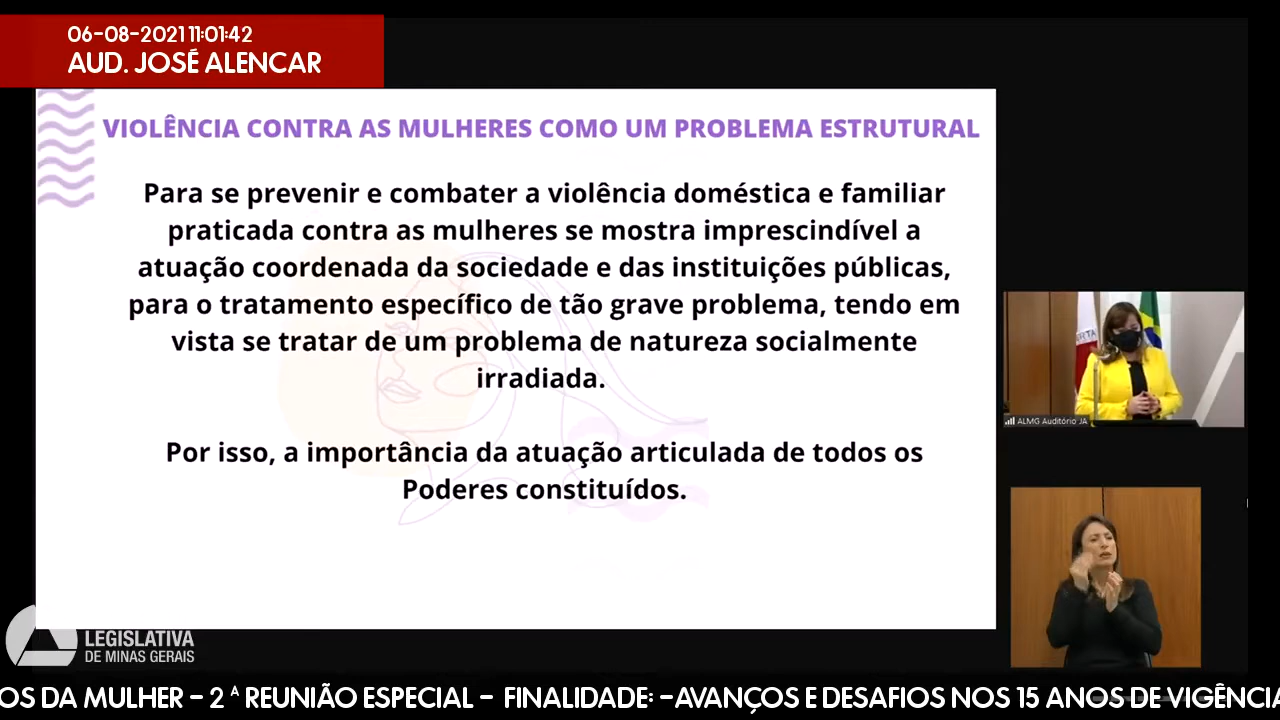 06-08-2021 11:01:42
AUD. JOSÉ ALENCAR
VIOLÊNCIA CONTRA AS MULHERES COMO UM PROBLEMA ESTRUTURAL
Para se prevenir e combater a violência doméstica e familiar
praticada contra as mulheres se mostra imprescindível a
atuação coordenada da sociedade e das instituições públicas,
para o tratamento específico de tão grave problema, tendo em
vista se tratar de um problema de natureza socialmente
irradiada.
Por isso, a importância da atuação articulada de todos os
Poderes constituídos.
ALMG Auditório JA
LEGISLATIVA
DE MINAS GERAIS
OS DA MULHER - 2 ª REUNIÃO ESPECIAL - FINALIDADE: -AVANÇOS E DESAFIOS NOS 15 ANOS DE VIGÊNCIA